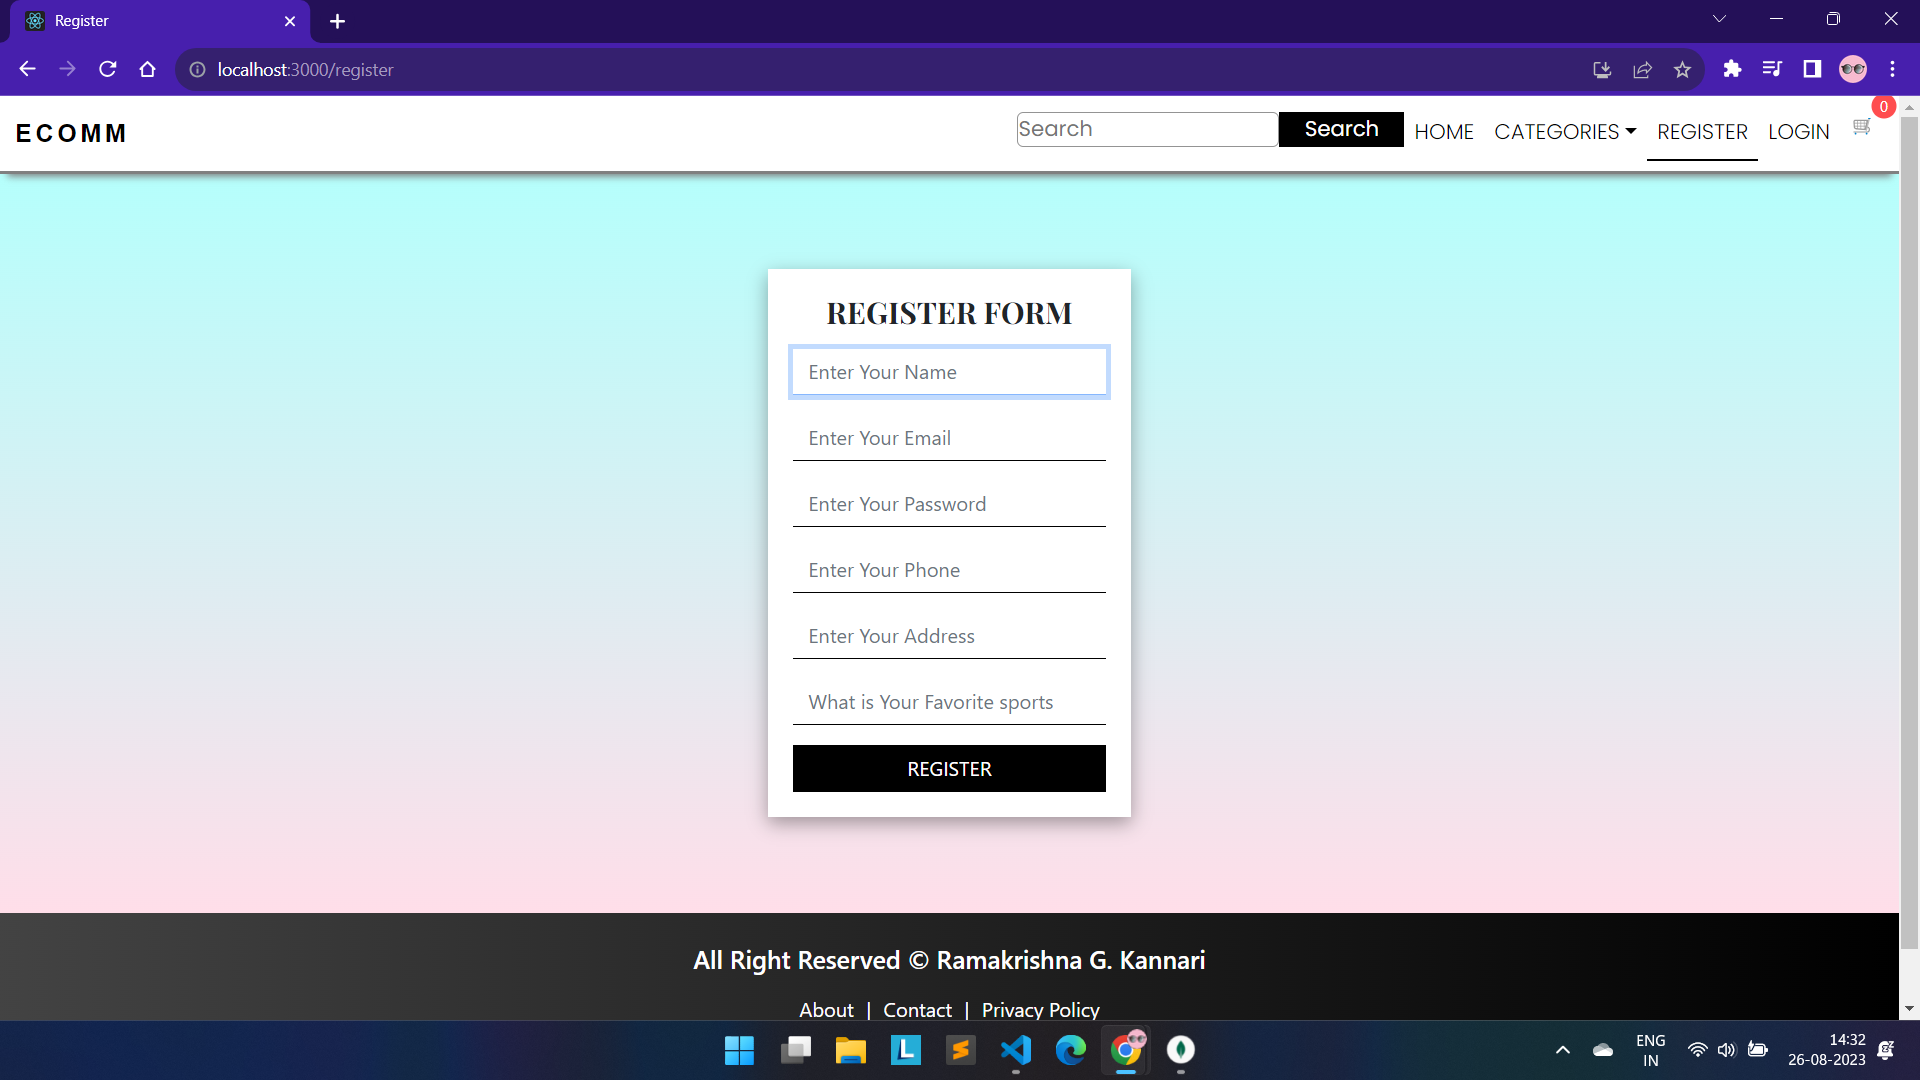 Register
localhost:3000/register
ECOMM
Search
Search
HOME
CATEGORIES
REGISTER
LOGIN
0
REGISTER FORM
Enter Your Name
Enter Your Email
Enter Your Password
Enter Your Phone
Enter Your Address
What is Your Favorite sports
REGISTER
All Right Reserved © Ramakrishna G. Kannari
About | Contact | Privacy Policy
L
ENG
IN
14:32
26-08-2023